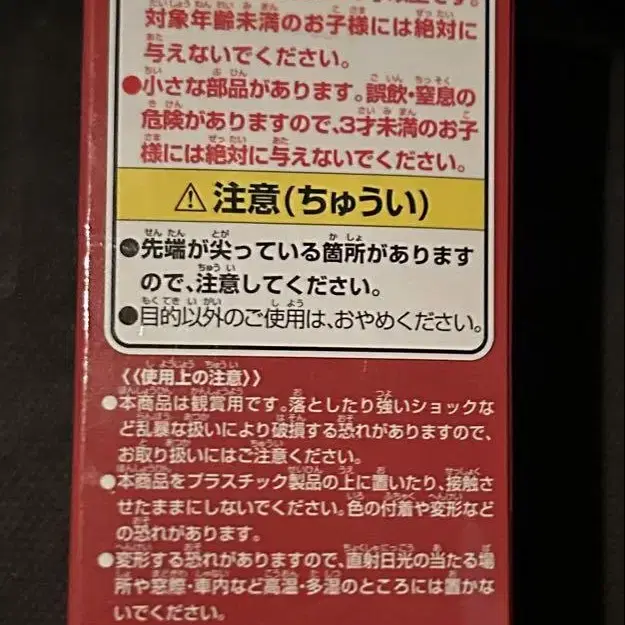 対象年齢未満のお子様には絶対に
与えないでください。
●小さな部品があります。誤飲・窒息の
危険がありますので、3才未満のお子
様には絶対に与えないでください。
⚠注意(ちゅうい)
●先端が尖っている箇所があります
ので、注意してください。
●目的以外のご使用は、おやめください。
《使用上の注意》
●本商品は観賞用です。落としたり強いショックな
ど乱暴な扱いにより破損する恐れがありますので、
お取り扱いにはご注意ください。
●本商品をプラスチック製品の上に置いたり、接触さ
せたままにしないでください。色の付着や変形など
の恐れがあります。
●変形する恐れがありますので、直射日光の当たる場
所や窓際・車内など高温・多湿のところには置かな
いでください。